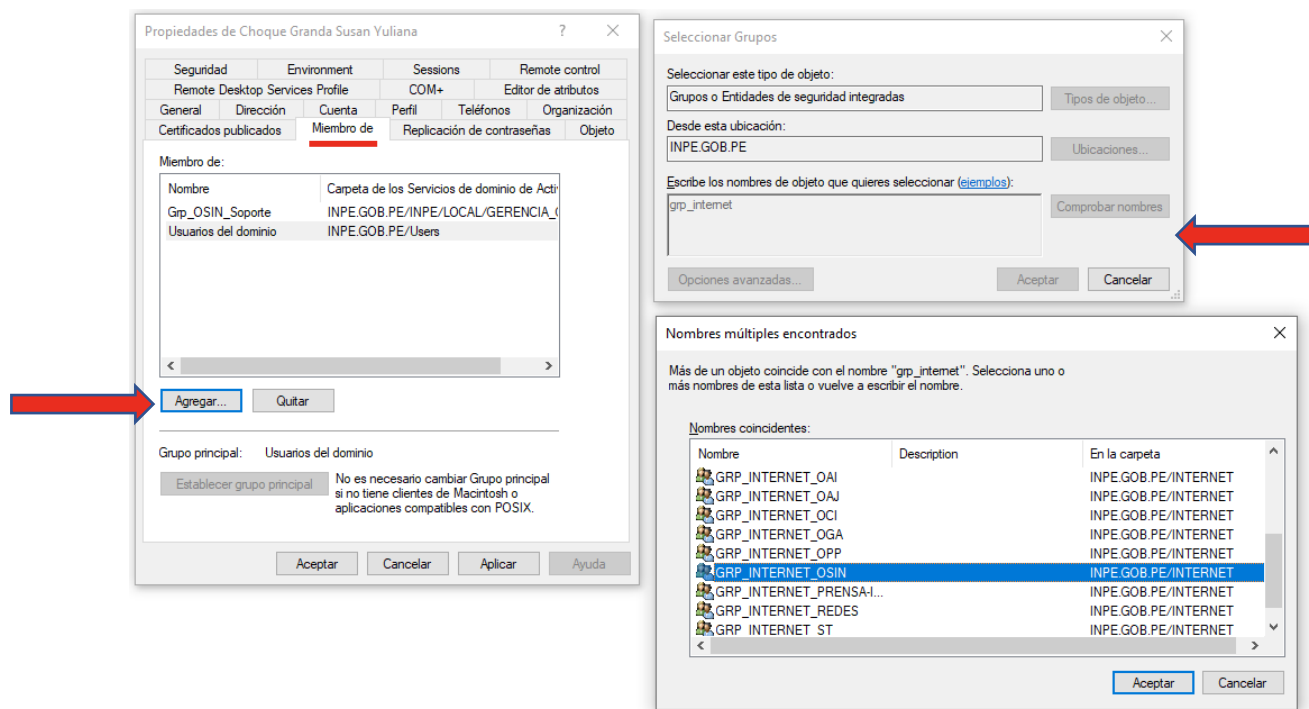 Propiedades de Choque Granda Susan Yuliana
Seguridad Environment Sessions Remote control
Remote Desktop Services Profile COM+ Editor de atributos
General Dirección Cuenta Perfil Teléfonos Organización
Certificados publicados Miembro de Replicación de contraseñas Objeto
Miembro de:
Nombre Carpeta de los Servicios de dominio de Acti
Grp_OSIN_Soporte INPE.GOB.PE/INPE/LOCAL/GERENCIA_
Usuarios del dominio INPE.GOB.PE/Users
Agregar... Quitar
Grupo principal: Usuarios del dominio
Establecer grupo principal
No es necesario cambiar Grupo principal
si no tiene clientes de Macintosh o
aplicaciones compatibles con POSIX.
Aceptar Cancelar Aplicar Ayuda
Seleccionar Grupos
Seleccionar este tipo de objeto:
Grupos o Entidades de seguridad integradas Tipos de objeto...
Desde esta ubicación:
INPE.GOB.PE Ubicaciones...
Escribe los nombres de objeto que quieres seleccionar (ejemplos):
grp_internet Comprobar nombres
Opciones avanzadas... Aceptar Cancelar
Nombres múltiples encontrados
Más de un objeto coincide con el nombre "grp_internet". Selecciona uno o
más nombres de esta lista o vuelve a escribir el nombre.
Nombres coincidentes:
Nombre Description En la carpeta
GRP_INTERNET_OAI INPE.GOB.PE/INTERNET
GRP_INTERNET_OAJ INPE.GOB.PE/INTERNET
GRP_INTERNET_OCI INPE.GOB.PE/INTERNET
GRP_INTERNET_OGA INPE.GOB.PE/INTERNET
GRP_INTERNET_OPP INPE.GOB.PE/INTERNET
GRP_INTERNET_OSIN INPE.GOB.PE/INTERNET
GRP_INTERNET_PRENSA-I... INPE.GOB.PE/INTERNET
GRP_INTERNET_REDES INPE.GOB.PE/INTERNET
GRP_INTERNET_ST INPE.GOB.PE/INTERNET
Aceptar Cancelar